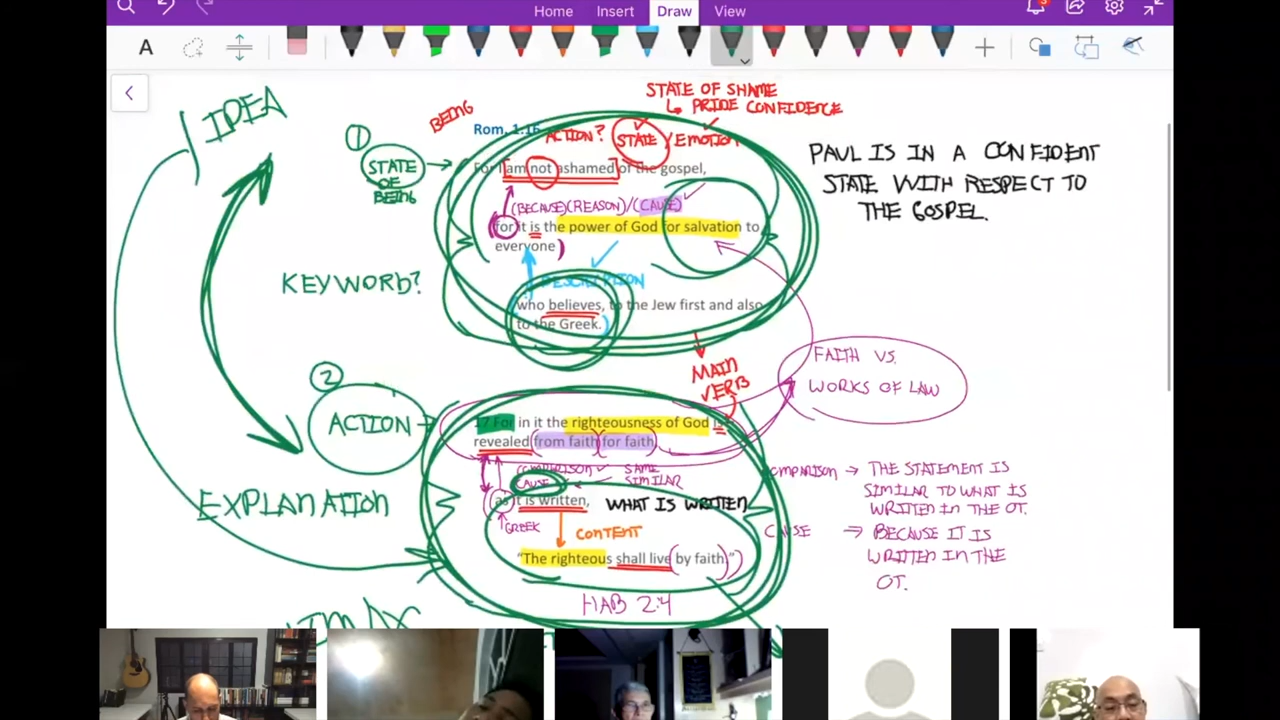 Home Insert Draw View
A
IDEA
BEING
STATE OF SHAME
PRIDE CONFIDENCE
1
Rom. 1:16 ACTION? STATE / EMOTION
STATE OF BEING
For I am not ashamed of the gospel,
PAUL IS IN A CONFIDENT
STATE WITH RESPECT TO
THE GOSPEL.
(BECAUSE)(REASON)/(CAUSE)
for it is the power of God for salvation to
everyone
KEYWORD?
DESCRIPTION
who believes, to the Jew first and also
to the Greek.
MAIN
VERB
FAITH VS.
WORKS OF LAW
2
ACTION
17 For in it the righteousness of God is
revealed from faith for faith,
COMPARISON SAME
CAUSE SIMILAR
EXPLANATION
as it is written, WHAT IS WRITTEN
GREEK
CONTENT
"The righteous shall live by faith."
HAB 2:4
COMPARISON → THE STATEMENT IS
SIMILAR TO WHAT IS
WRITTEN IN THE OT.
CAUSE → BECAUSE IT IS
WRITTEN IN THE
OT.